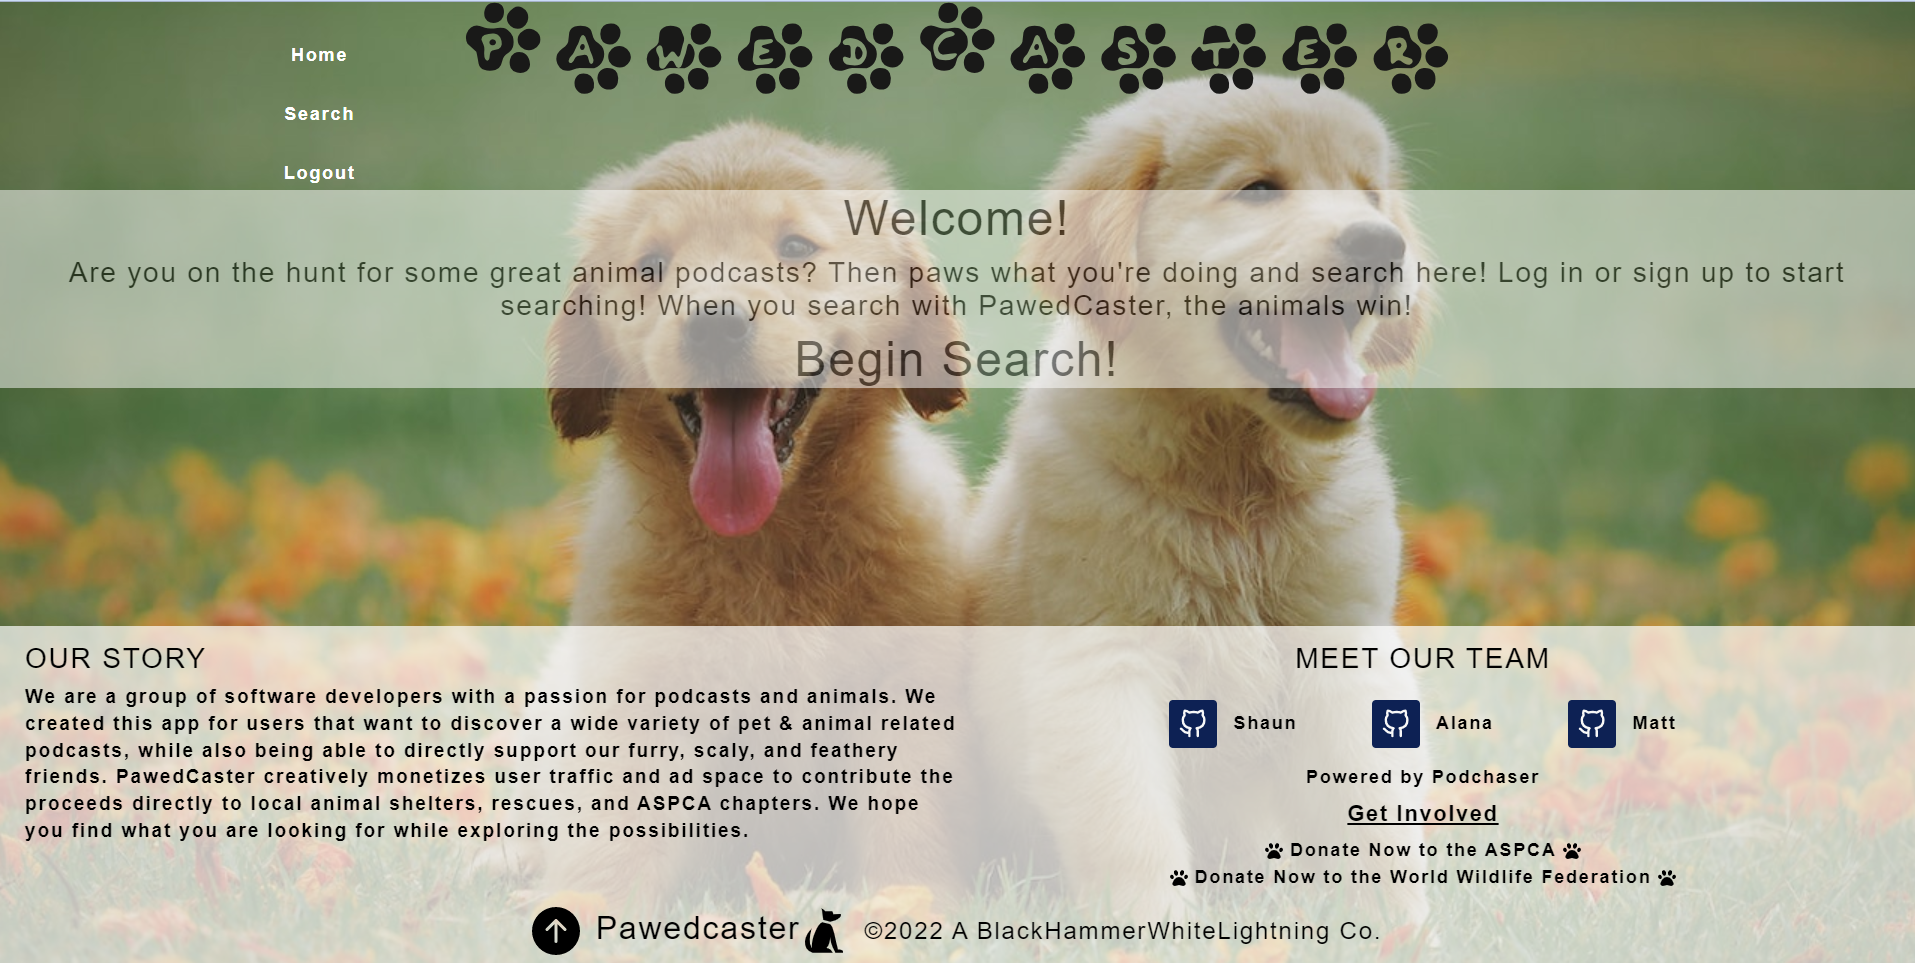 PAWEDCASTER
Home
Search
Logout
Welcome!
Are you on the hunt for some great animal podcasts? Then paws what you're doing and search here! Log in or sign up to start
searching! When you search with PawedCaster, the animals win!
Begin Search!
OUR STORY
We are a group of software developers with a passion for podcasts and animals. We
created this app for users that want to discover a wide variety of pet & animal related
podcasts, while also being able to directly support our furry, scaly, and feathery
friends. PawedCaster creatively monetizes user traffic and ad space to contribute the
proceeds directly to local animal shelters, rescues, and ASPCA chapters. We hope
you find what you are looking for while exploring the possibilities.
MEET OUR TEAM
Shaun Alana Matt
Powered by Podchaser
Get Involved
Donate Now to the ASPCA
Donate Now to the World Wildlife Federation
Pawedcaster ©2022 A BlackHammerWhiteLightning Co.